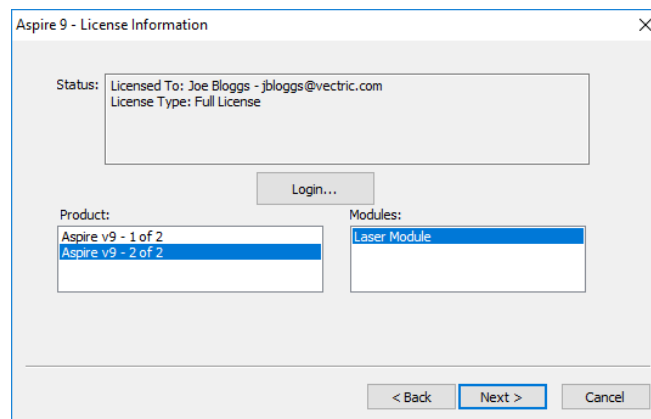 Aspire 9 - License Information
Status:
Licensed To: Joe Bloggs - jbloggs@vectric.com
License Type: Full License
Login...
Product:
Modules:
Aspire v9 - 1 of 2
Aspire v9 - 2 of 2
Laser Module
< Back
Next >
Cancel